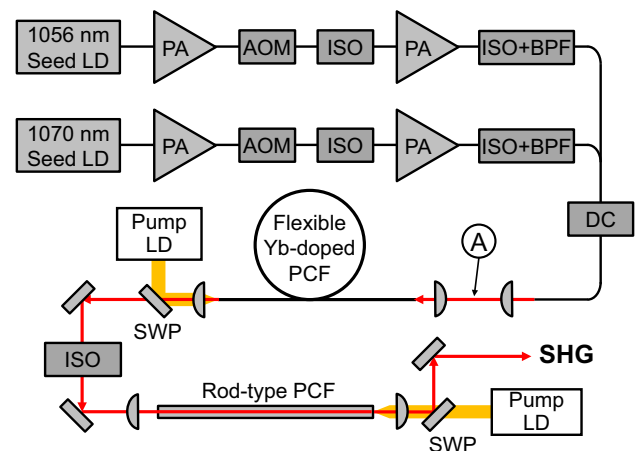 1056 nm
Seed LD
PA
AOM
ISO
PA
ISO+BPF
1070 nm
Seed LD
PA
AOM
ISO
PA
ISO+BPF
Pump
LD
Flexible
Yb-doped
PCF
A
DC
SWP
ISO
SHG
Rod-type PCF
Pump
LD
SWP